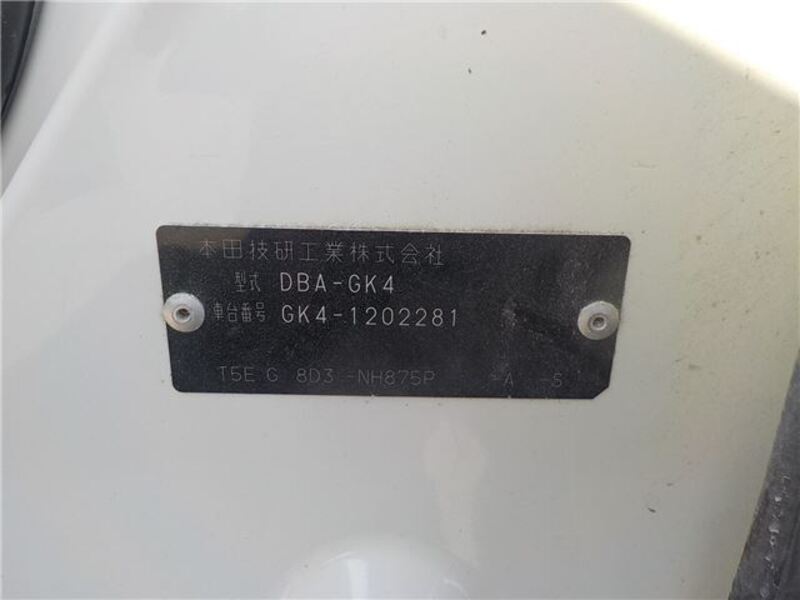 本田技研工業株式会社
型式 DBA-GK4
車台番号 GK4-1202281
T5E G 8D3 -NH875P -A -S